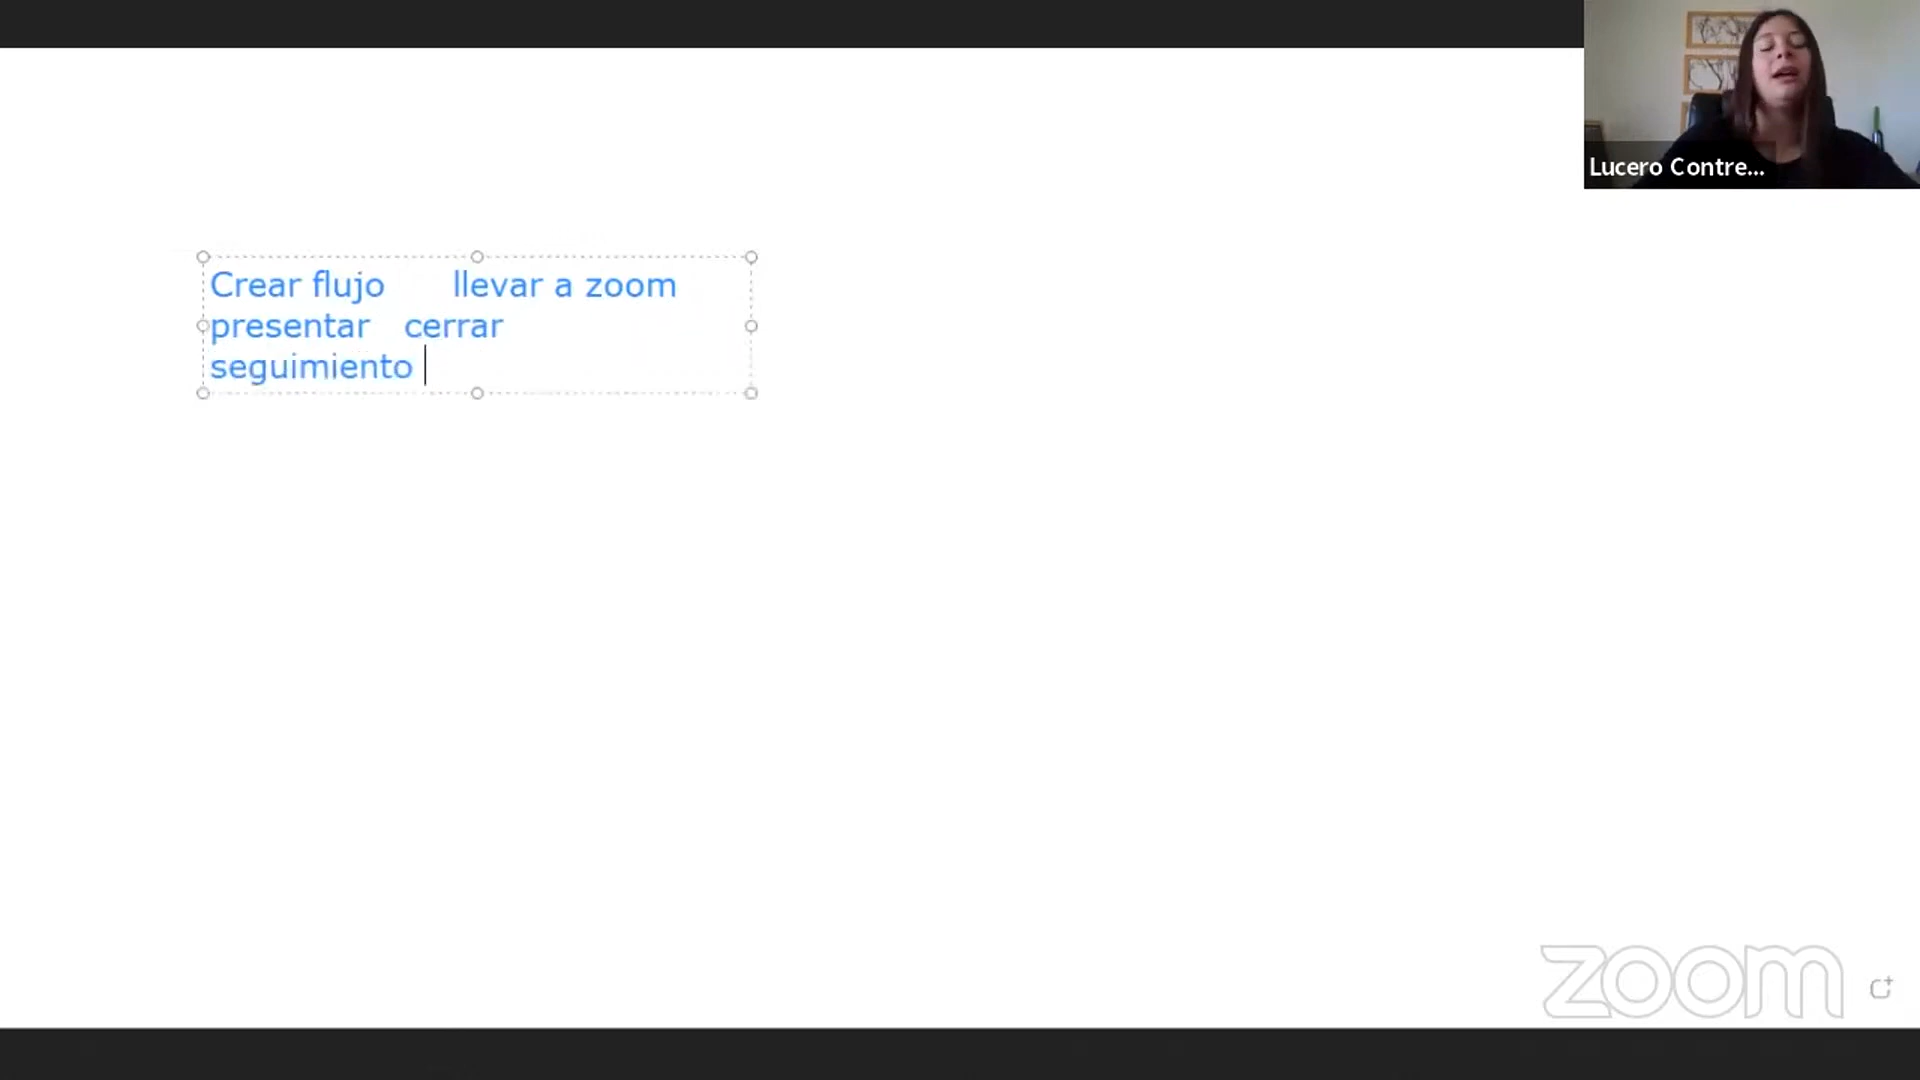 Lucero Contre...
Crear flujo llevar a zoom
presentar cerrar
seguimiento
zoom